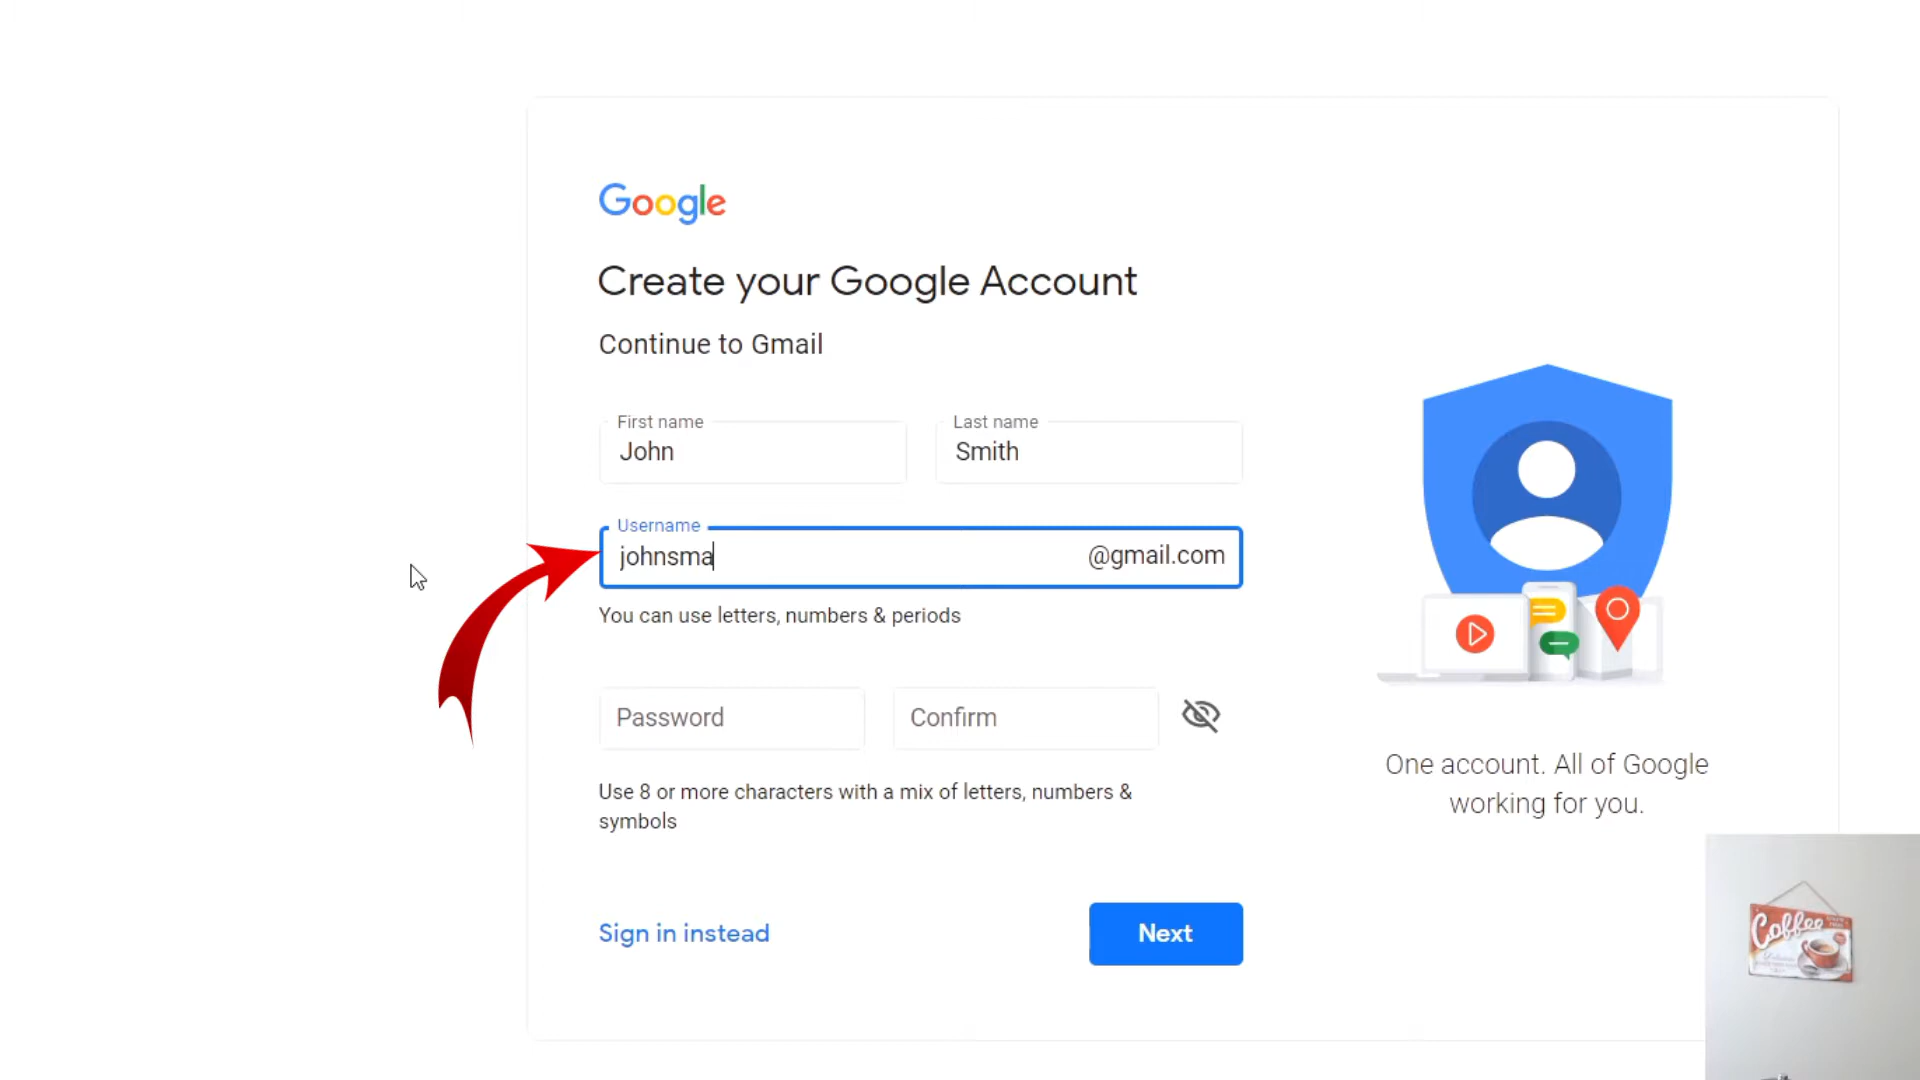 Google
Create your Google Account
Continue to Gmail
First name
John
Last name
Smith
Username
johnsma
@gmail.com
You can use letters, numbers & periods
Password
Confirm
Use 8 or more characters with a mix of letters, numbers &
symbols
Sign in instead
Next
One account. All of Google
working for you.
Coffee